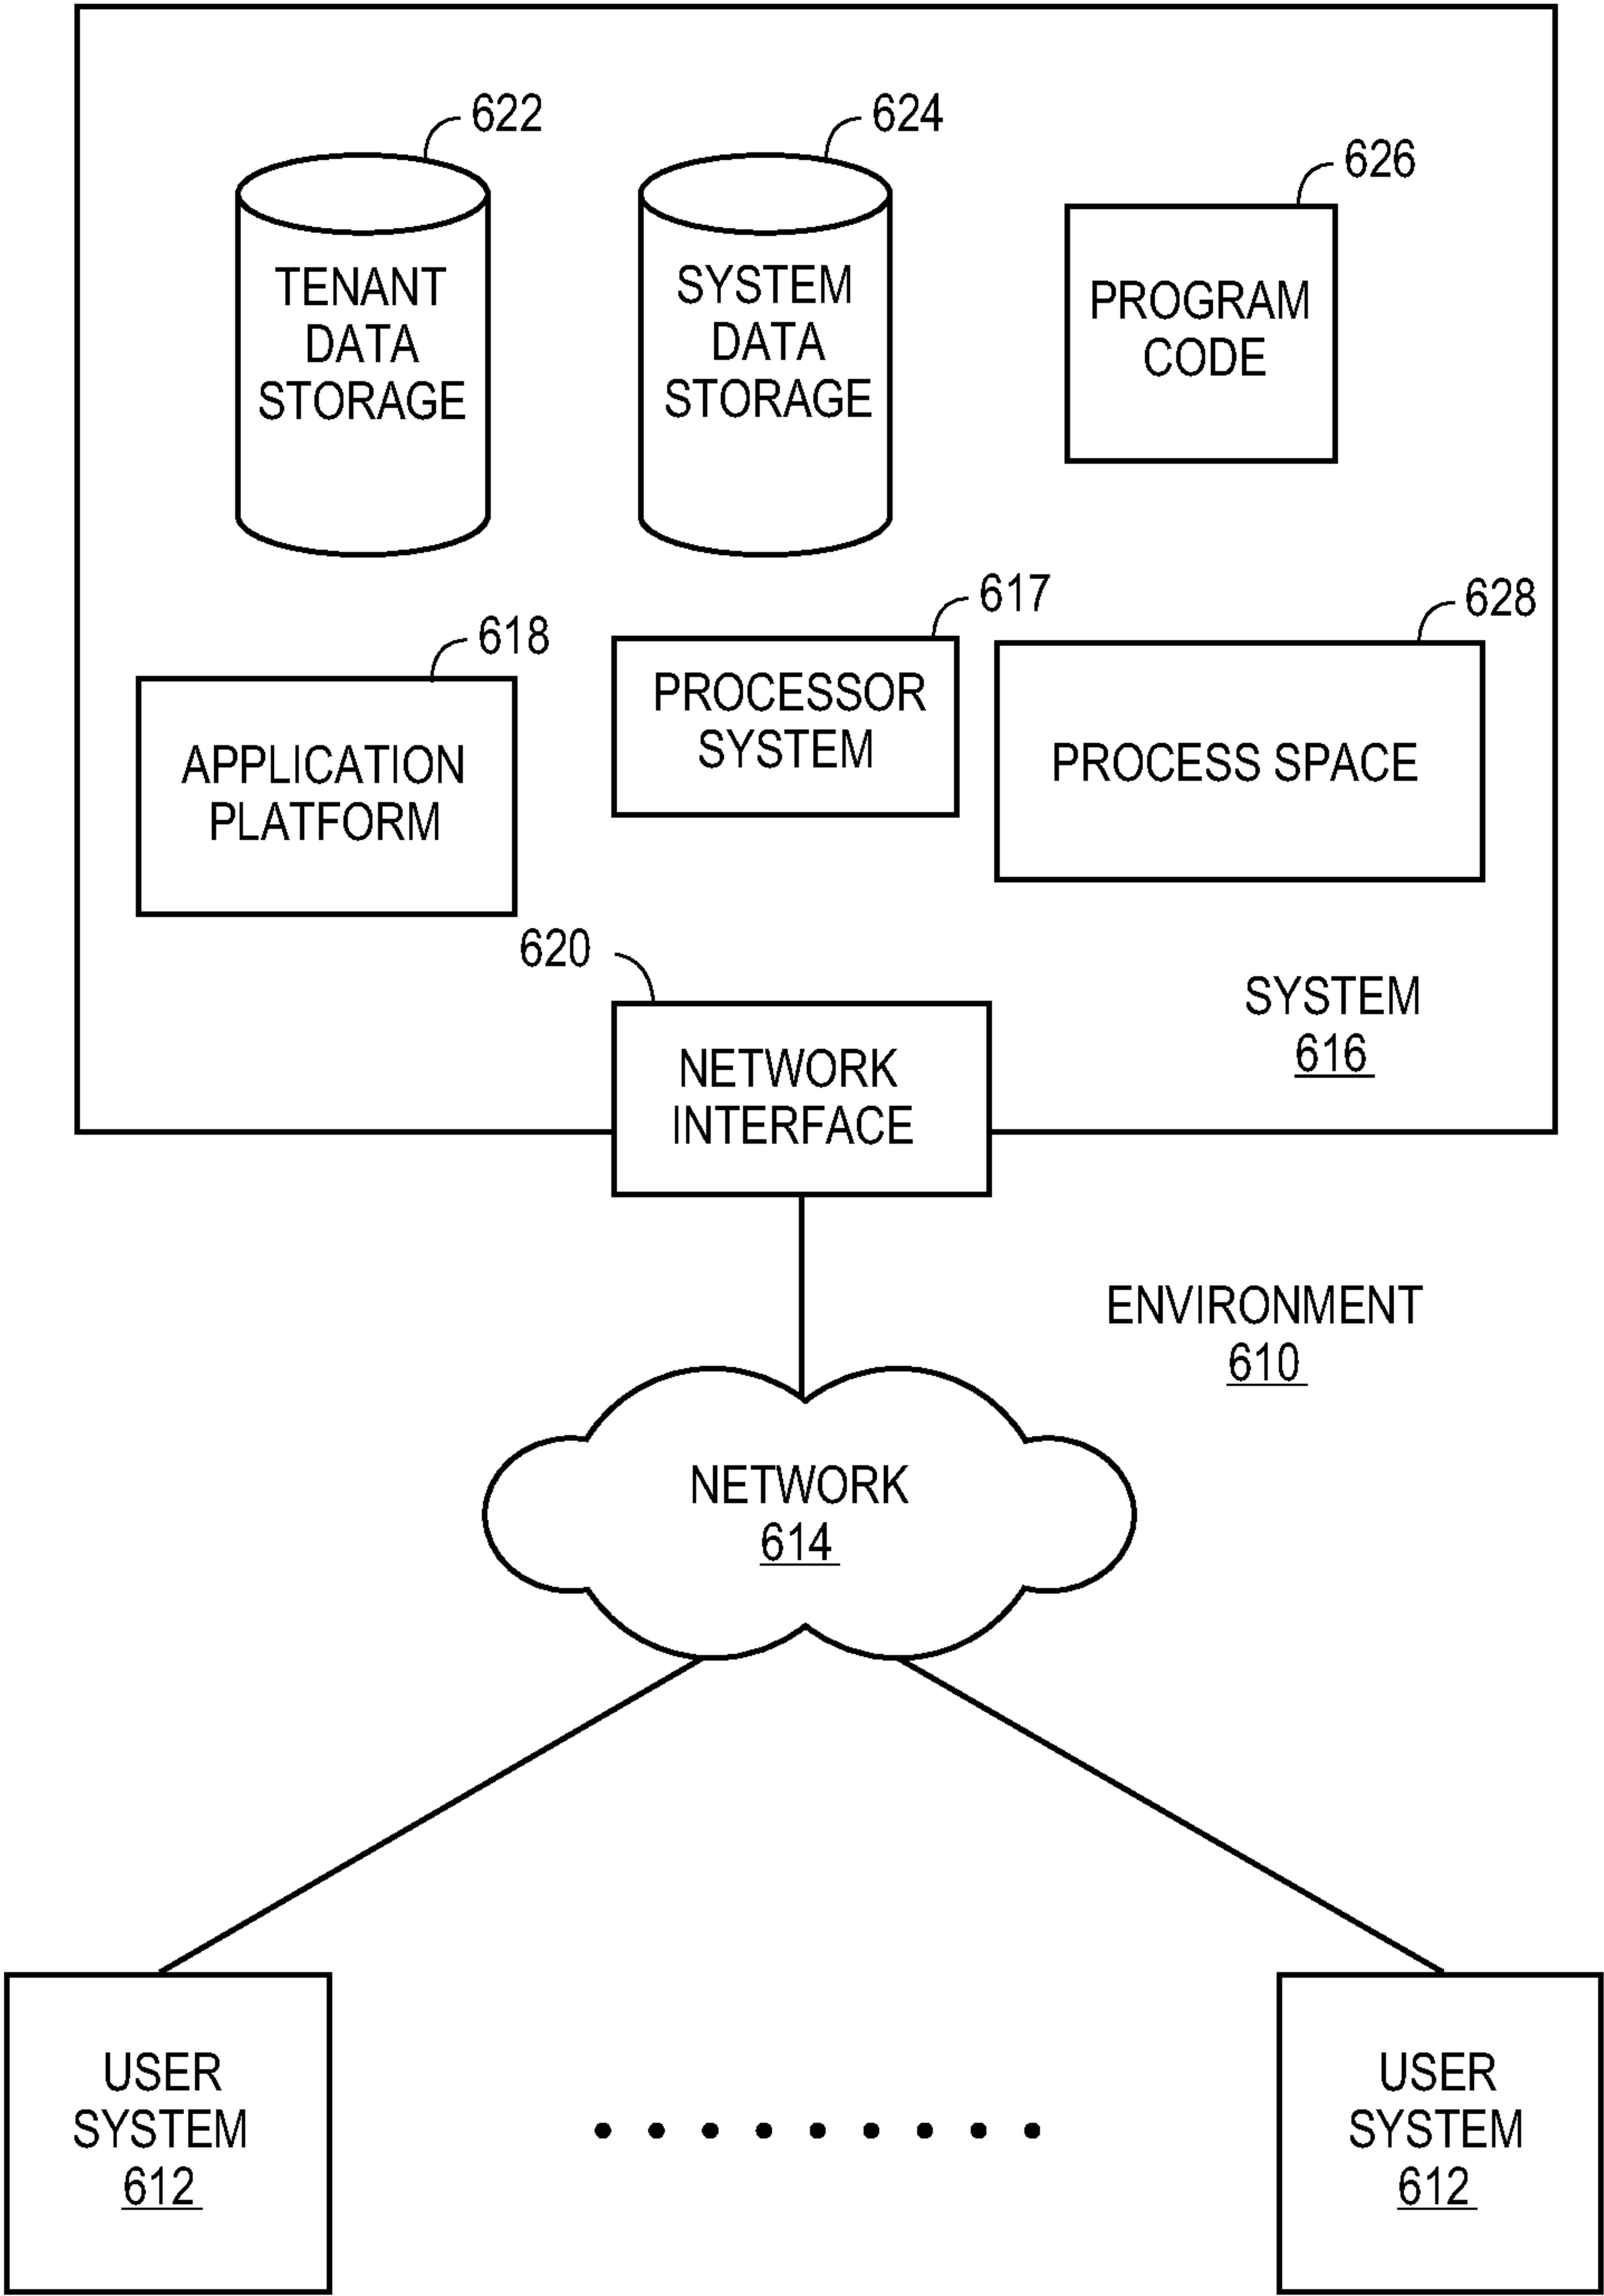 622
624
626
TENANT
DATA
STORAGE
SYSTEM
DATA
STORAGE
PROGRAM
CODE
618
617
628
APPLICATION
PLATFORM
PROCESSOR
SYSTEM
PROCESS SPACE
620
NETWORK
INTERFACE
SYSTEM
616
ENVIRONMENT
610
NETWORK
614
USER
SYSTEM
612
USER
SYSTEM
612